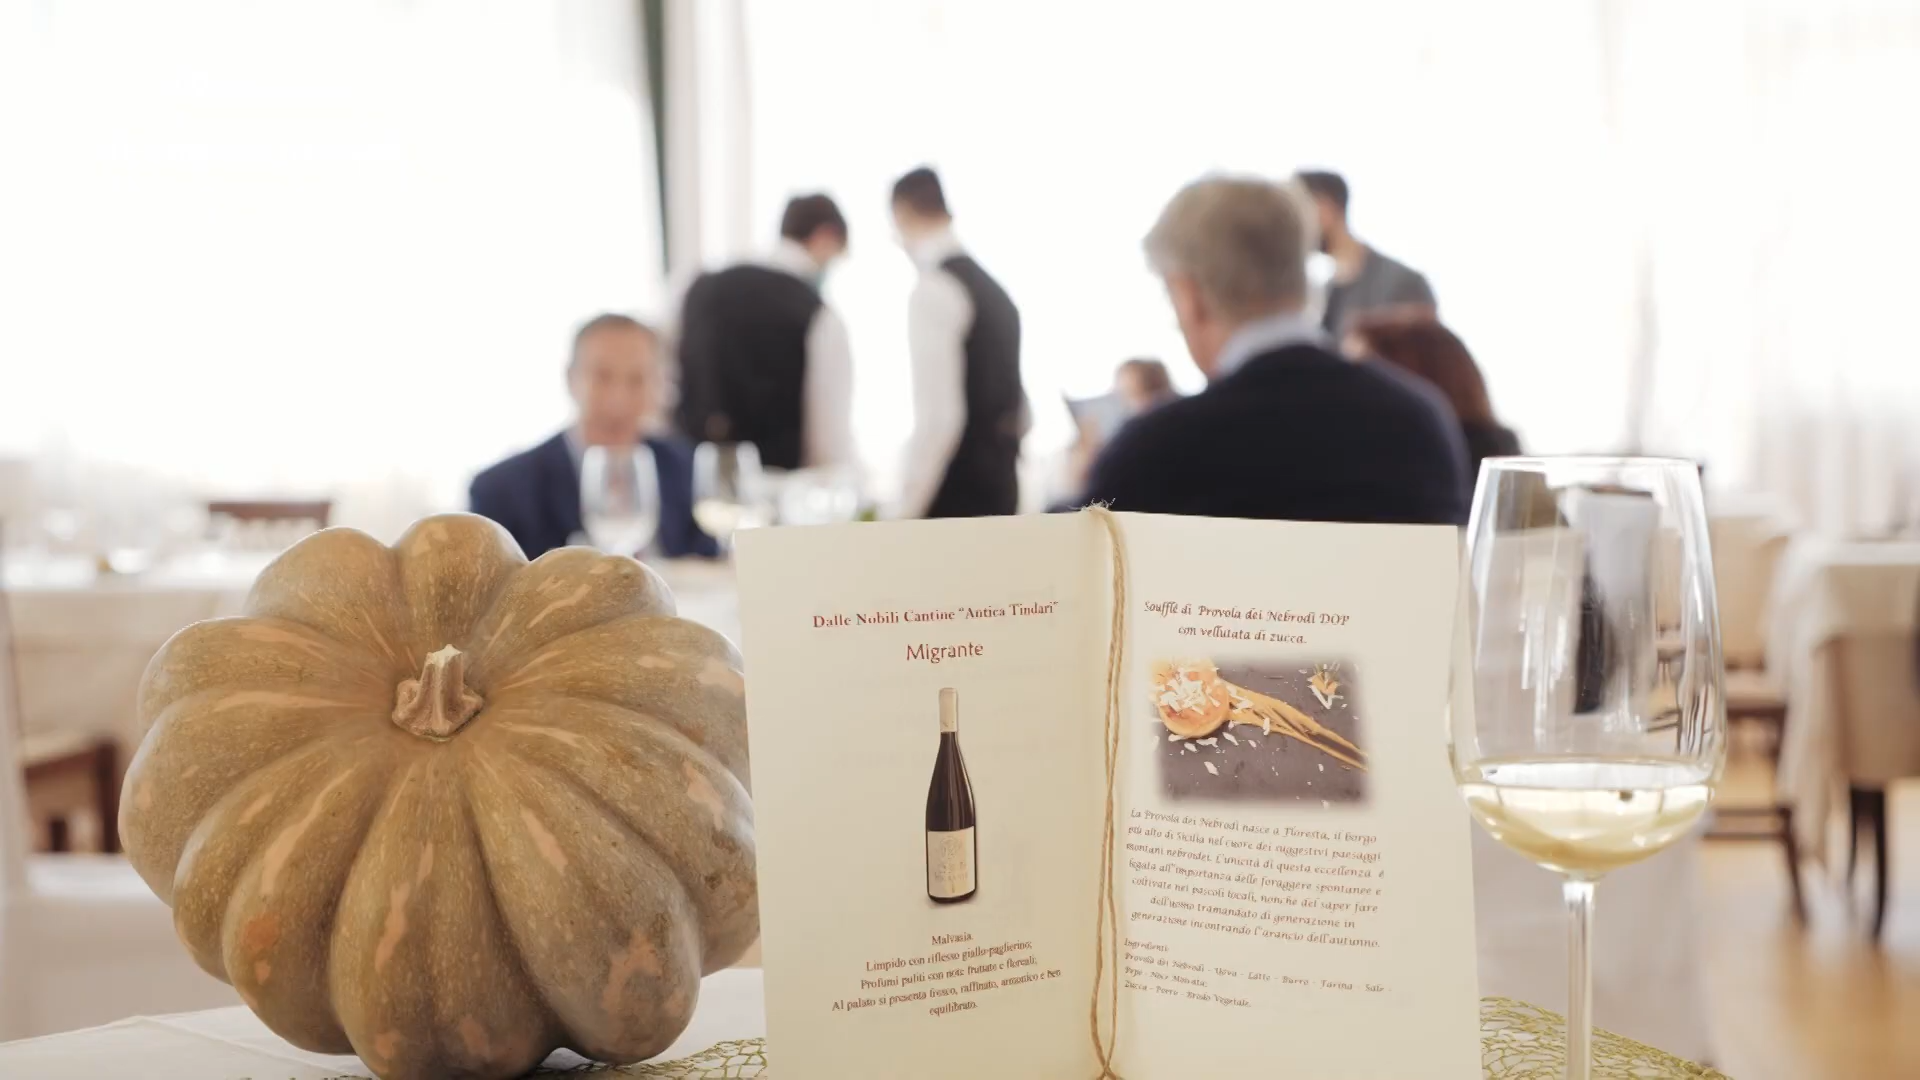 Dalle Nobili Cantine “Antica Tindari”
Migrante
Malvasia.
Limpido con riflesso giallo-paglierino;
Profumi puliti con note fruttate e floreali;
Al palato si presenta fresco, raffinato, armonico e ben
equilibrato.
Soufflè di Provola dei Nebrodi DOP
con vellutata di zucca.
La Provola dei Nebrodi nasce a Floresta, il borgo
più alto di Sicilia nel cuore dei suggestivi paesaggi
montani nebroidei. L'unicità di questa eccellenza è
legata all'importanza delle foraggere spontanee e
coltivate nei pascoli locali, nonchè del saper fare
dell'uomo tramandato di generazione in
generazione incontrando l'arancio dell'autunno.
Ingredienti:
Provola dei Nebrodi - Uova - Latte - Burro - Farina - Sale -
Pepe - Noce Moscata;
Zucca - Porro - Brodo Vegetale.